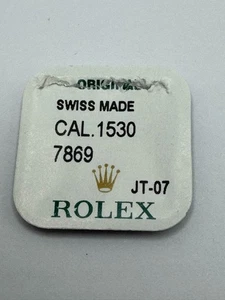 ORIGINAL
SWISS MADE
CAL.1530
7869
JT-07
ROLEX